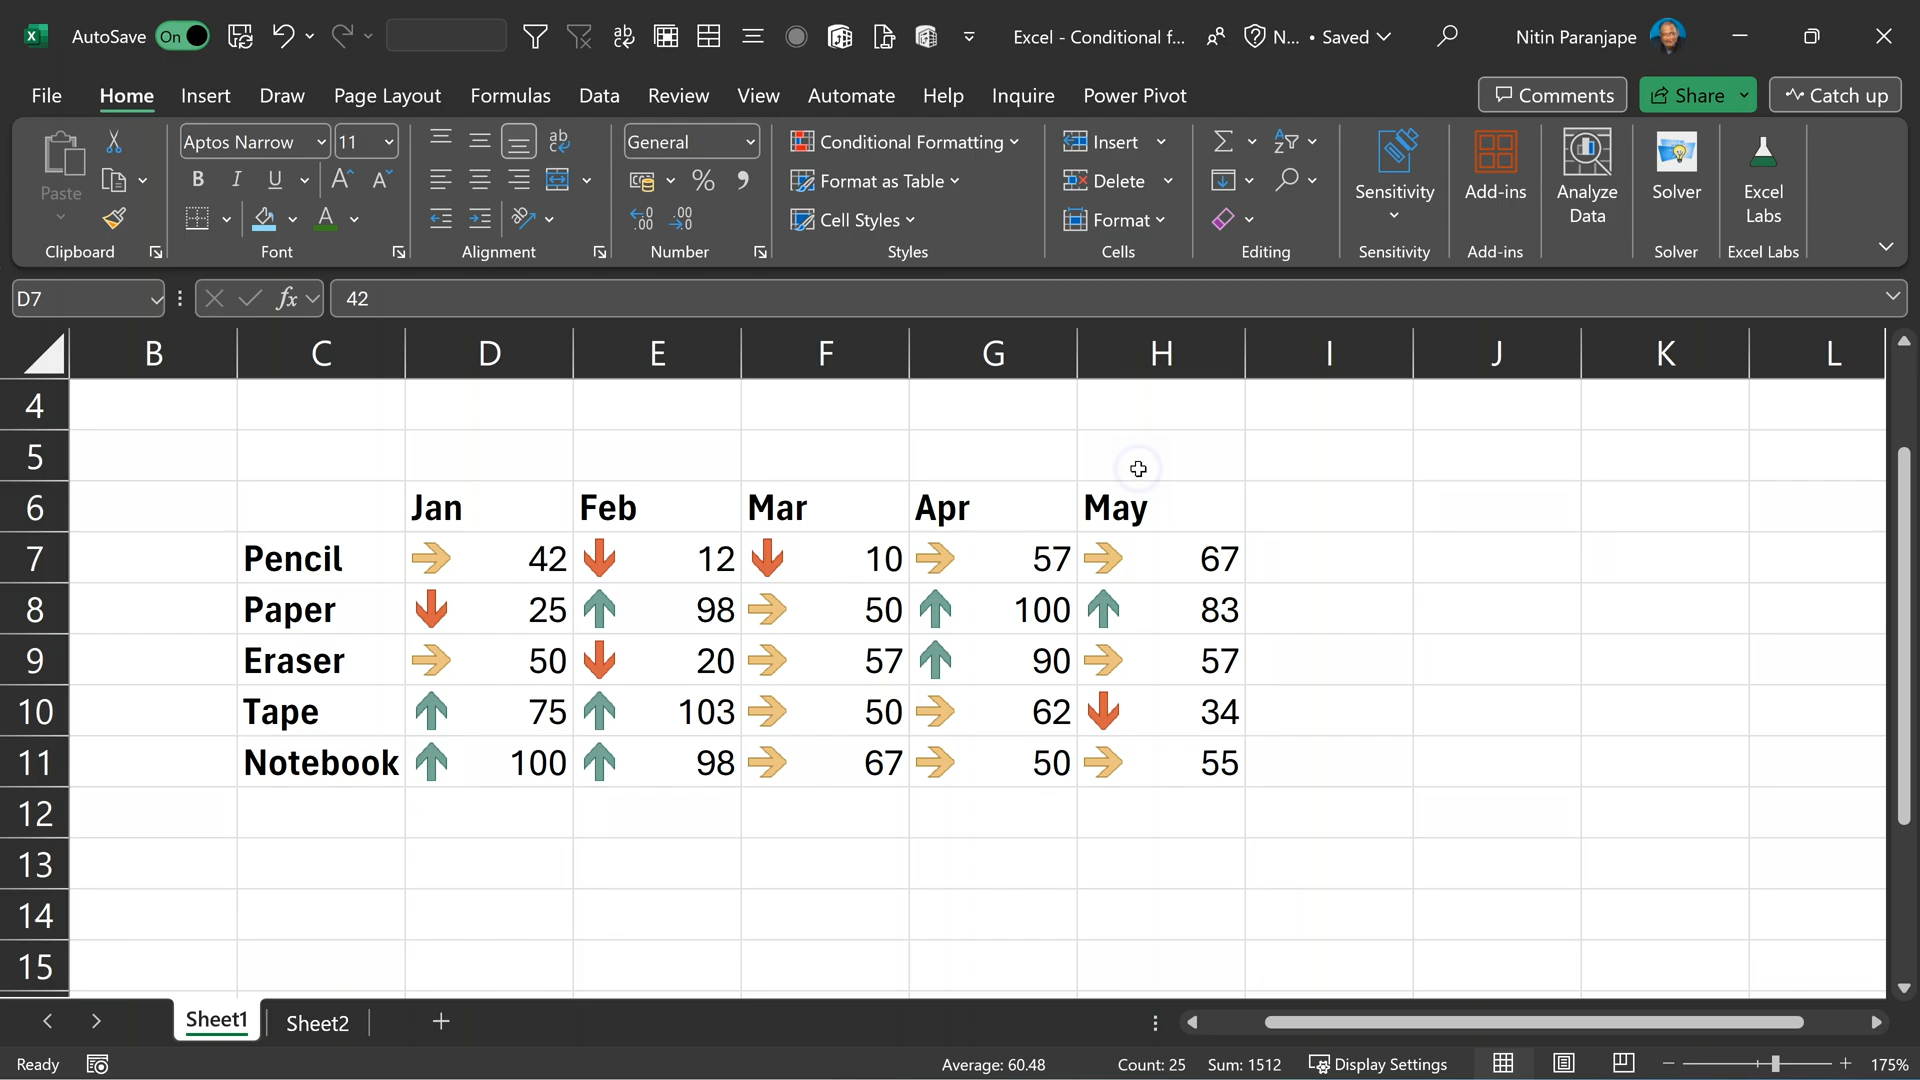 AutoSave On Excel - Conditional f... N... • Saved Nitin Paranjape
File Home Insert Draw Page Layout Formulas Data Review View Automate Help Inquire Power Pivot Comments Share Catch up
Paste
Clipboard
Aptos Narrow 11
B I U A A
A
Font
ab
Alignment
General
% 9
Number
Conditional Formatting
Format as Table
Cell Styles
Styles
Insert
Delete
Format
Cells
Editing
Sensitivity
Sensitivity
Add-ins
Add-ins
Analyze
Data
Solver
Solver
Excel
Labs
Excel Labs
D7 fx 42
B C D E F G H I J K L
4
5
6 Jan Feb Mar Apr May
7 Pencil 42 12 10 57 67
8 Paper 25 98 50 100 83
9 Eraser 50 20 57 90 57
10 Tape 75 103 50 62 34
11 Notebook 100 98 67 50 55
12
13
14
15
Sheet1 Sheet2
Ready Average: 60.48 Count: 25 Sum: 1512 Display Settings 175%